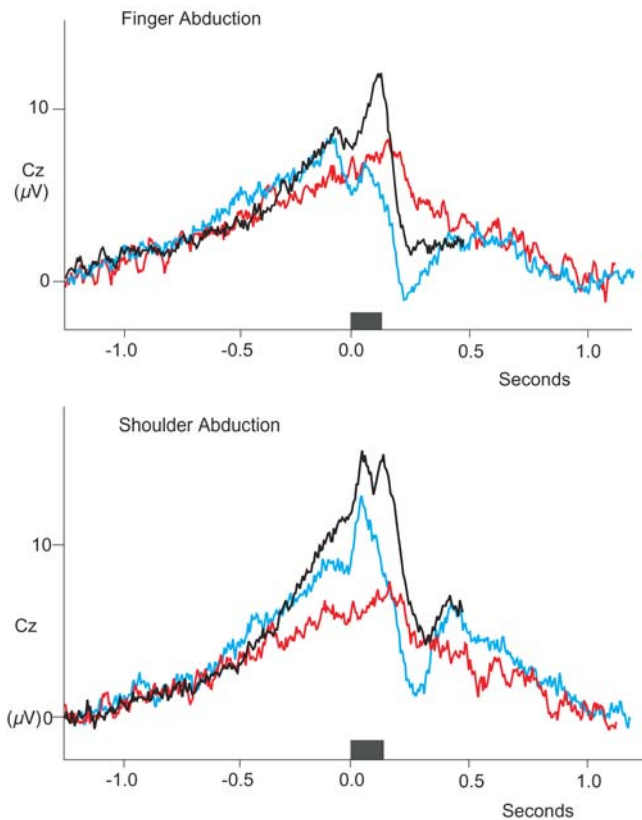 Finger Abduction
10
Cz
(µV)
0
-1.0 -0.5 0.0 0.5 1.0
Seconds
Shoulder Abduction
10
Cz
(µV) 0
-1.0 -0.5 0.0 0.5 1.0
Seconds